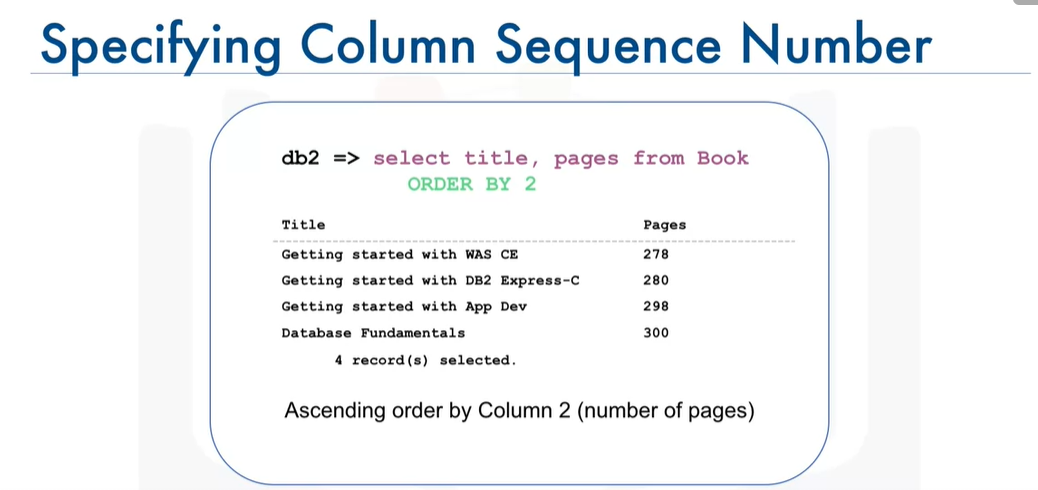 Specifying Column Sequence Number
db2 => select title, pages from Book
ORDER BY 2
Title Pages
Getting started with WAS CE 278
Getting started with DB2 Express-C 280
Getting started with App Dev 298
Database Fundamentals 300
4 record(s) selected.
Ascending order by Column 2 (number of pages)